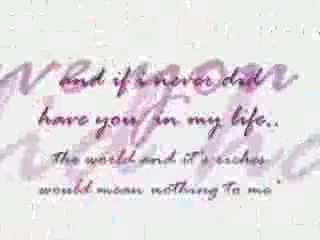 and if i never did
have you in my life..
the world and it's riches
would mean nothing to me"